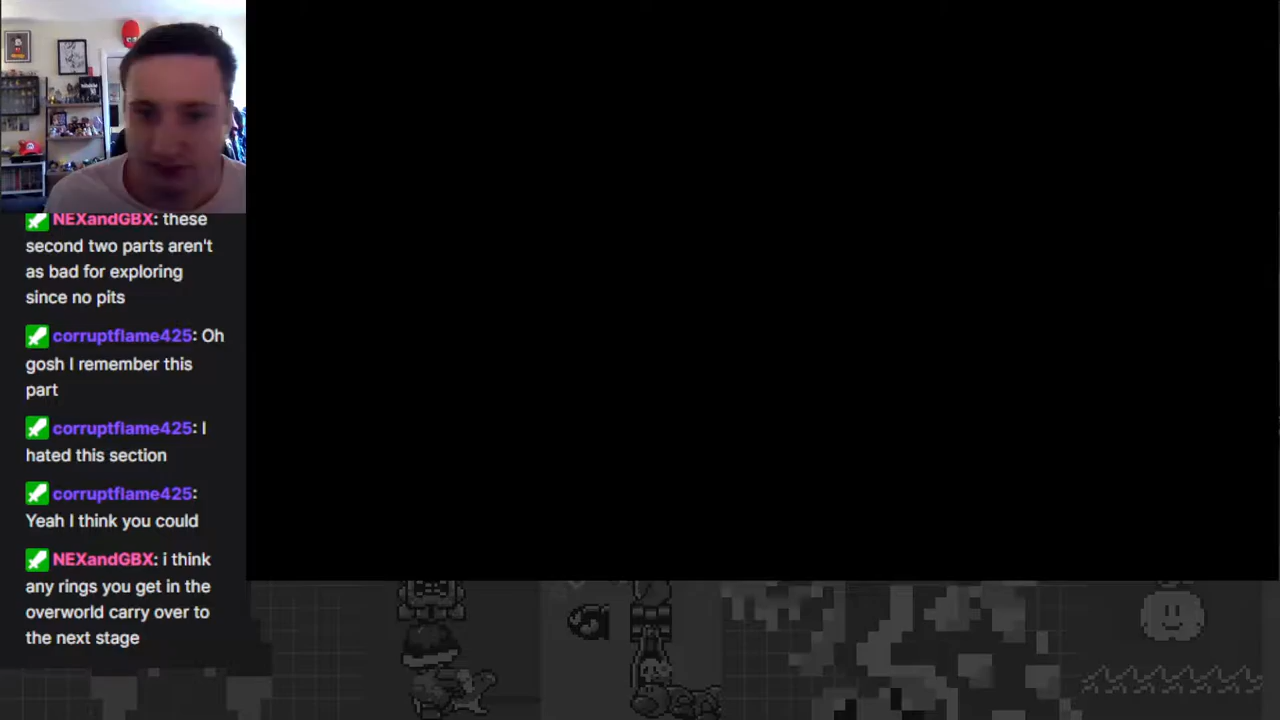 NEXandGBX: these
second two parts aren't
as bad for exploring
since no pits
corruptflame425: Oh
gosh I remember this
part
corruptflame425: I
hated this section
corruptflame425:
Yeah I think you could
NEXandGBX: i think
any rings you get in the
overworld carry over to
the next stage